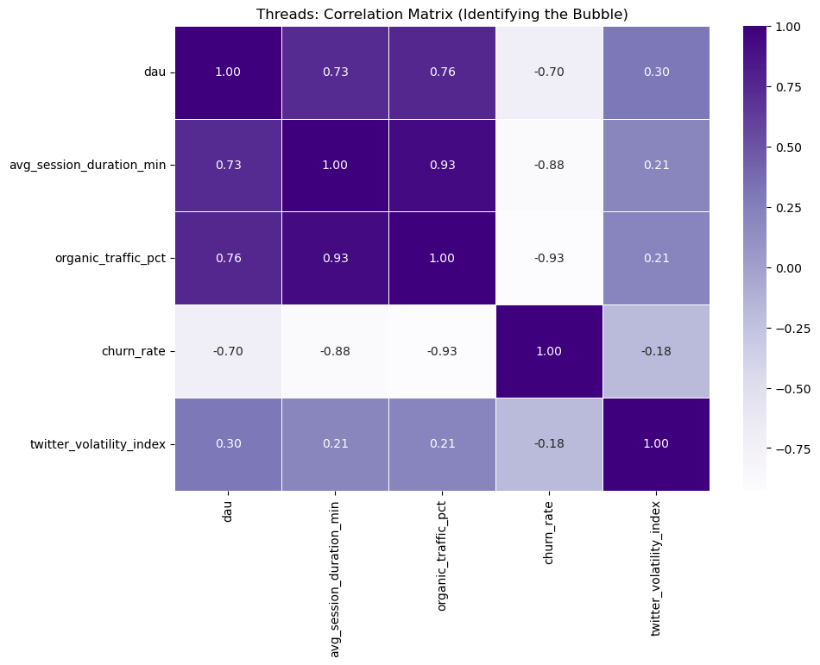 Threads: Correlation Matrix (Identifying the Bubble)
dau 1.00 0.73 0.76 -0.70 0.30
avg_session_duration_min 0.73 1.00 0.93 -0.88 0.21
organic_traffic_pct 0.76 0.93 1.00 -0.93 0.21
churn_rate -0.70 -0.88 -0.93 1.00 -0.18
twitter_volatility_index 0.30 0.21 0.21 -0.18 1.00
dau
avg_session_duration_min
organic_traffic_pct
churn_rate
twitter_volatility_index
1.00
0.75
0.50
0.25
0.00
−0.25
−0.50
−0.75